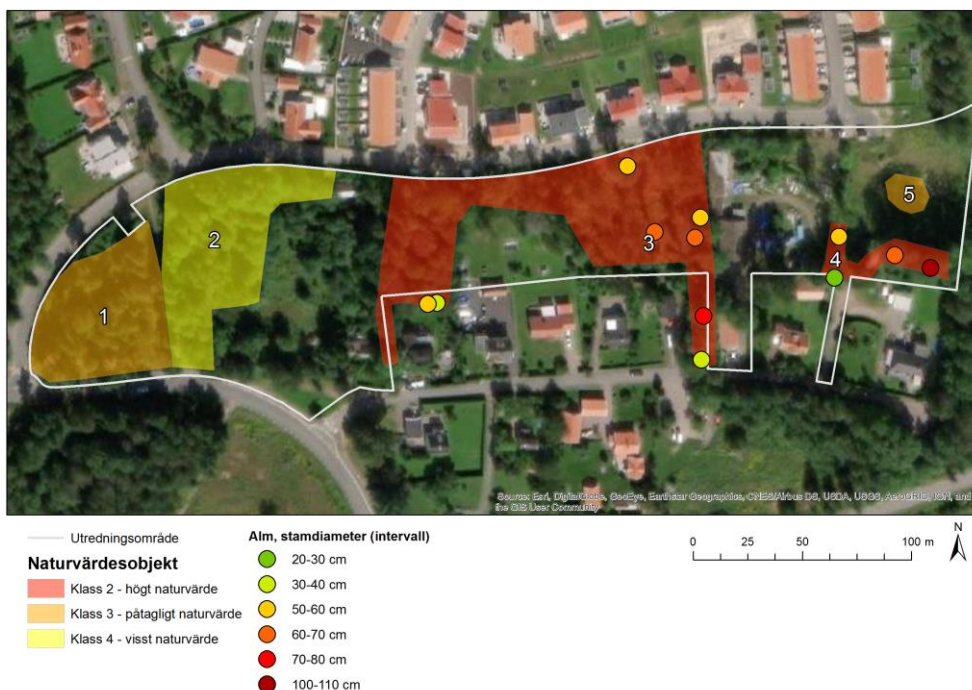 1
2
3
4
5
Source: Esri, DigitalGlobe, GeoEye, Earthstar Geographics, CNES/Airbus DS, USDA, USGS, AeroGRID, IGN, and
the GIS User Community
Utredningsområde
Naturvärdesobjekt
Klass 2 - högt naturvärde
Klass 3 - påtagligt naturvärde
Klass 4 - visst naturvärde
Alm, stamdiameter (intervall)
20-30 cm
30-40 cm
50-60 cm
60-70 cm
70-80 cm
100-110 cm
0 25 50 100 m
N